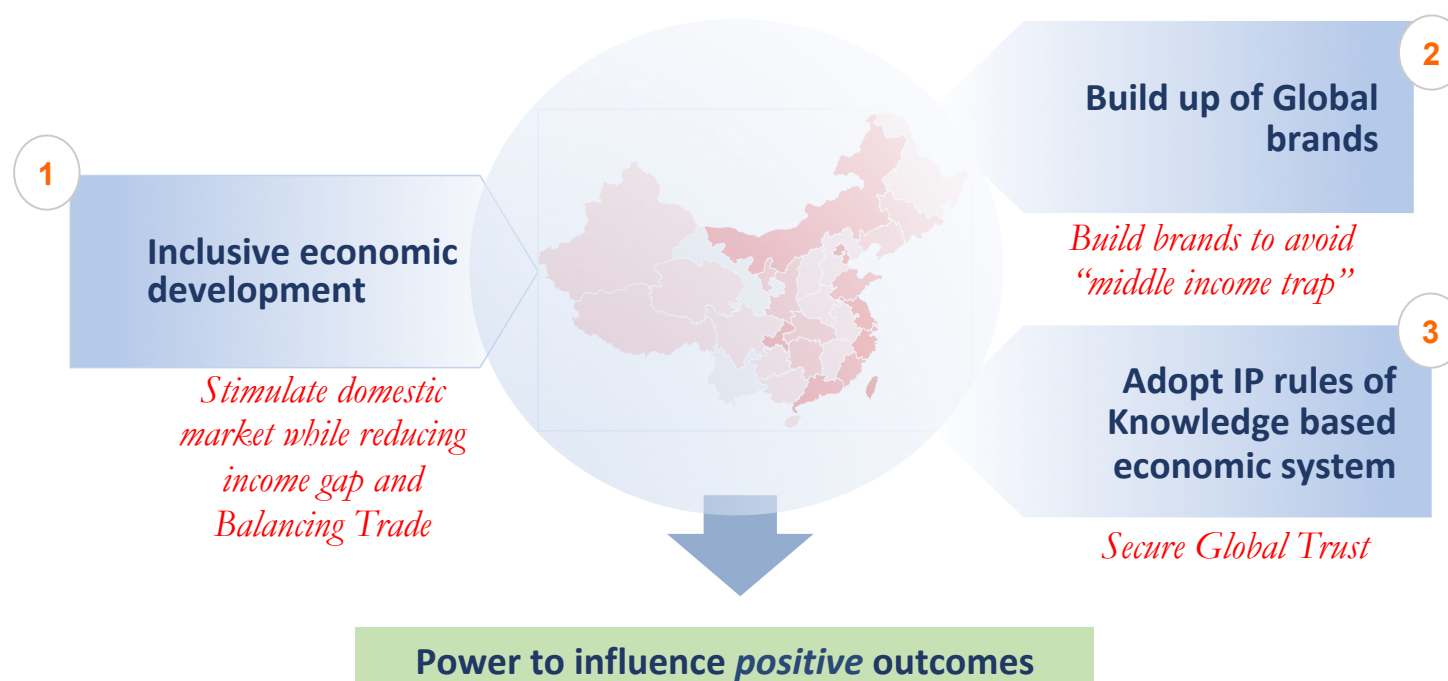 1
Inclusive economic
development
Stimulate domestic
market while reducing
income gap and
Balancing Trade
2
Build up of Global
brands
Build brands to avoid
“middle income trap”
3
Adopt IP rules of
Knowledge based
economic system
Secure Global Trust
Power to influence positive outcomes